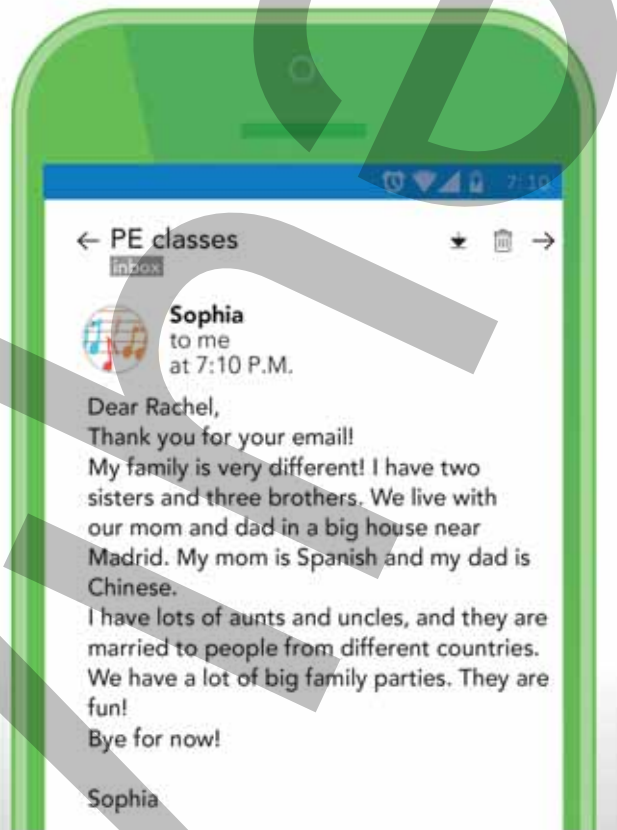 7:10
PE classes
inbox
Sophia
to me
at 7:10 P.M.
Dear Rachel,
Thank you for your email!
My family is very different! I have two
sisters and three brothers. We live with
our mom and dad in a big house near
Madrid. My mom is Spanish and my dad is
Chinese.
I have lots of aunts and uncles, and they are
married to people from different countries.
We have a lot of big family parties. They are
fun!
Bye for now!
Sophia